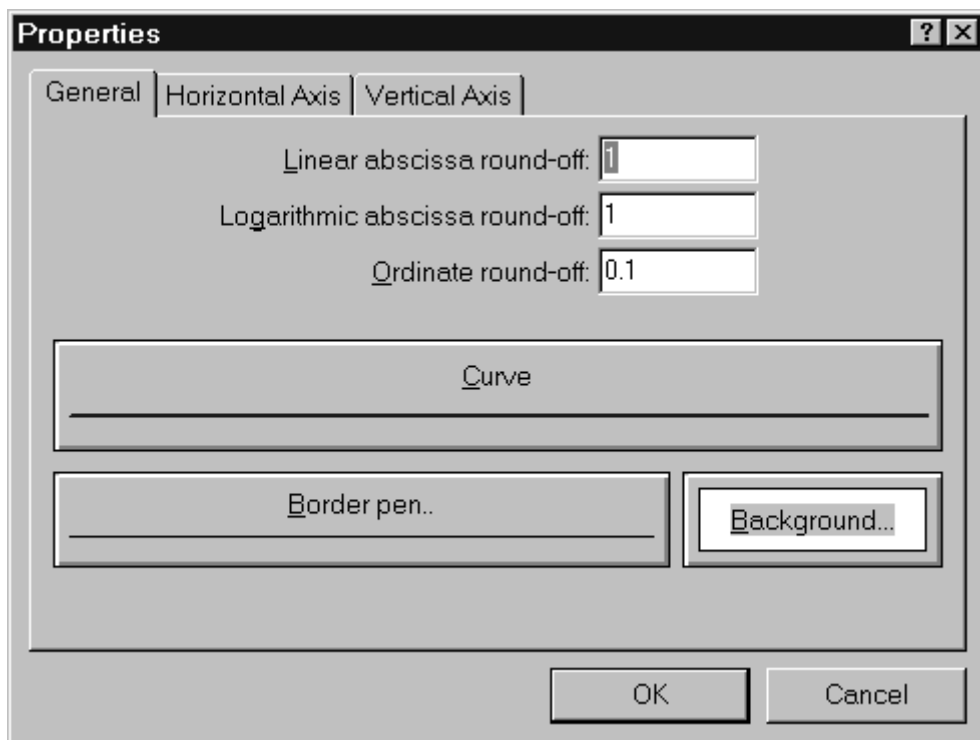 Properties
General Horizontal Axis Vertical Axis
Linear abscissa round-off: 1
Logarithmic abscissa round-off: 1
Ordinate round-off: 0.1
Curve
Border pen.. Background...
OK Cancel